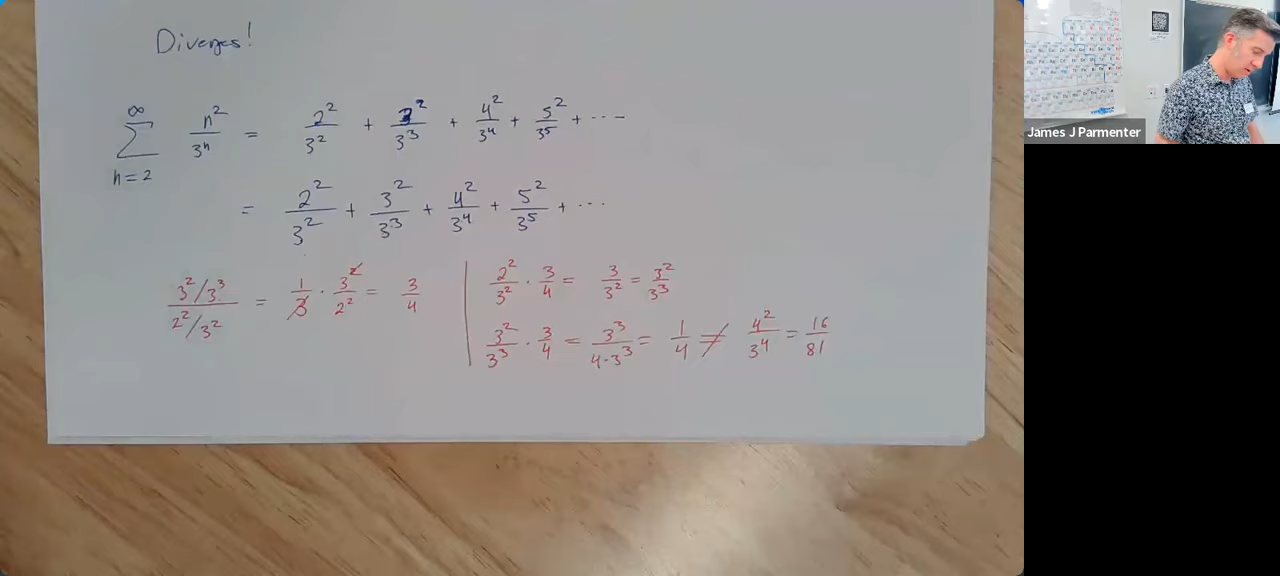 Diverges!
∞ ∑ n=2 n²/3ⁿ = 2²/3² + 3²/3³ + 4²/3⁴ + 5²/3⁵ + ···
= 2²/3² + 3²/3³ + 4²/3⁴ + 5²/3⁵ + ···
(3²/3³)/(2²/3²) = 1/3 · 3²/2² = 3/4
2²/3² · 3/4 = 3/3² = 3²/3³
3²/3³ · 3/4 = 3³/(4·3³) = 1/4 ≠ 4²/3⁴ = 16/81
James J Parmenter